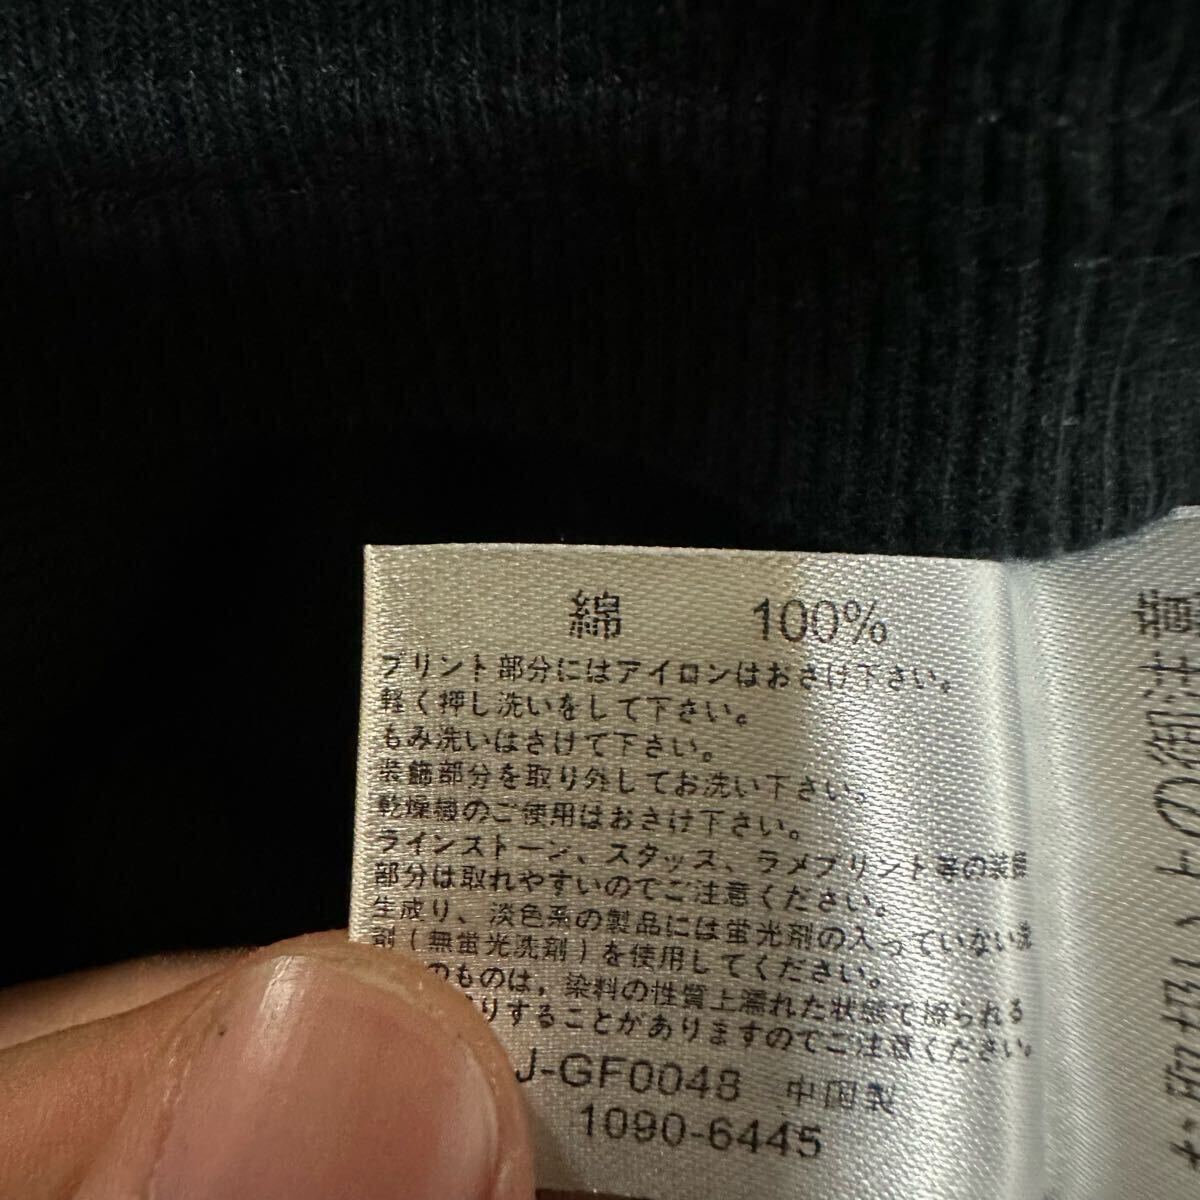 綿 100%
プリント部分にはアイロンはおさけ下さい。
軽く押し洗いをして下さい。
もみ洗いはさけて下さい。
装飾部分を取り外してお洗い下さい。
乾燥機のご使用はおさけ下さい。
ラインストーン、スタッズ、ラメプリント等の装飾
部分は取れやすいのでご注意ください。
生成り、淡色系の製品には蛍光剤の入っていない洗
剤(無蛍光洗剤)を使用してください。
のものは、染料の性質上濡れた状態で擦られる
りすることがありますのでご注意ください。
J-GF0048 中国製
1090-6445
お取扱い上の御注意